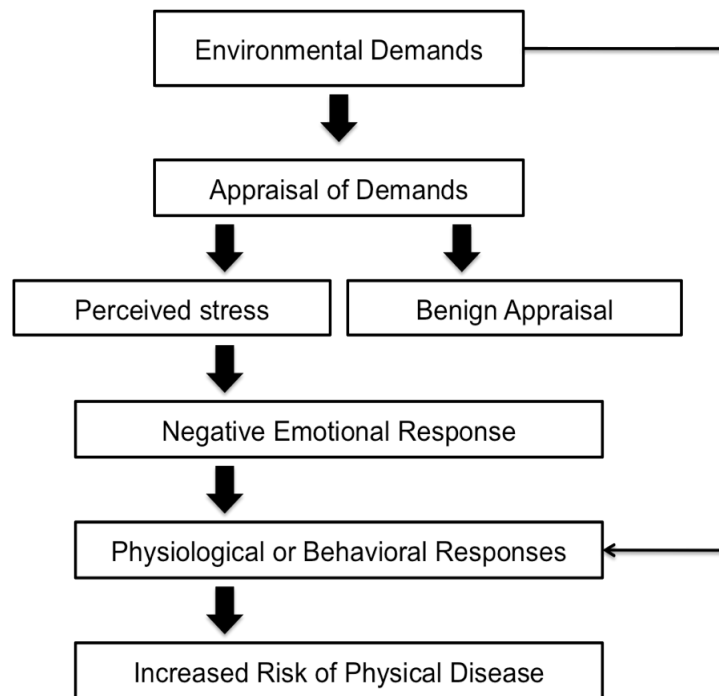 Environmental Demands
Appraisal of Demands
Perceived stress
Benign Appraisal
Negative Emotional Response
Physiological or Behavioral Responses
Increased Risk of Physical Disease